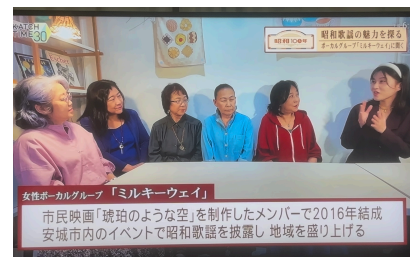 KATCH
TIME30
昭和100年
昭和歌謡の魅力を探る
ボーカルグループ「ミルキーウェイ」に聞く
女性ボーカルグループ 「ミルキーウェイ」
市民映画「琥珀のような空」を制作したメンバーで2016年結成
安城市内のイベントで昭和歌謡を披露し 地域を盛り上げる